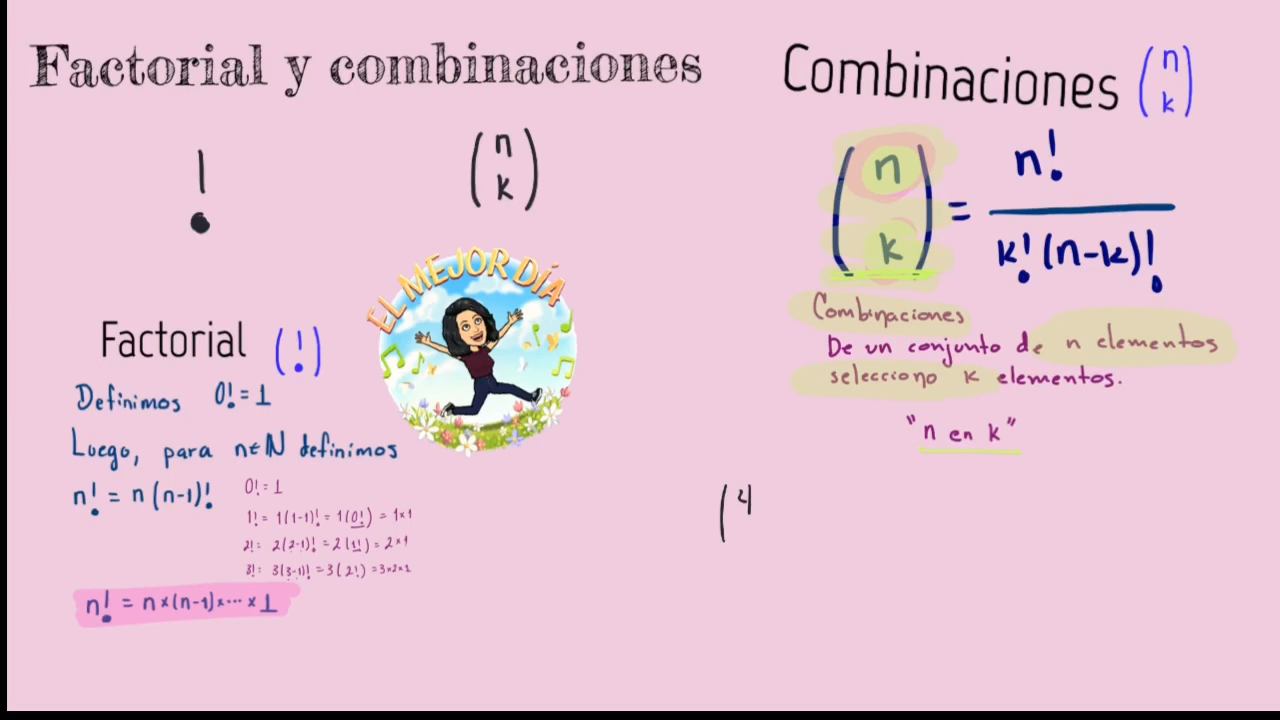 Factorial y combinaciones
!
(n k)
EL MEJOR DÍA
Factorial (!)
Definimos 0! = 1
Luego, para n∈ℕ definimos
n! = n(n-1)!
0! = 1
1! = 1(1-1)! = 1(0!) = 1×1
2! = 2(2-1)! = 2(1!) = 2×1
3! = 3(3-1)! = 3(2!) = 3×2×1
n! = n×(n-1)×···×1
Combinaciones (n k)
(n k) = n! / k!(n-k)!
Combinaciones
De un conjunto de n elementos
selecciono k elementos.
"n en k"
(4